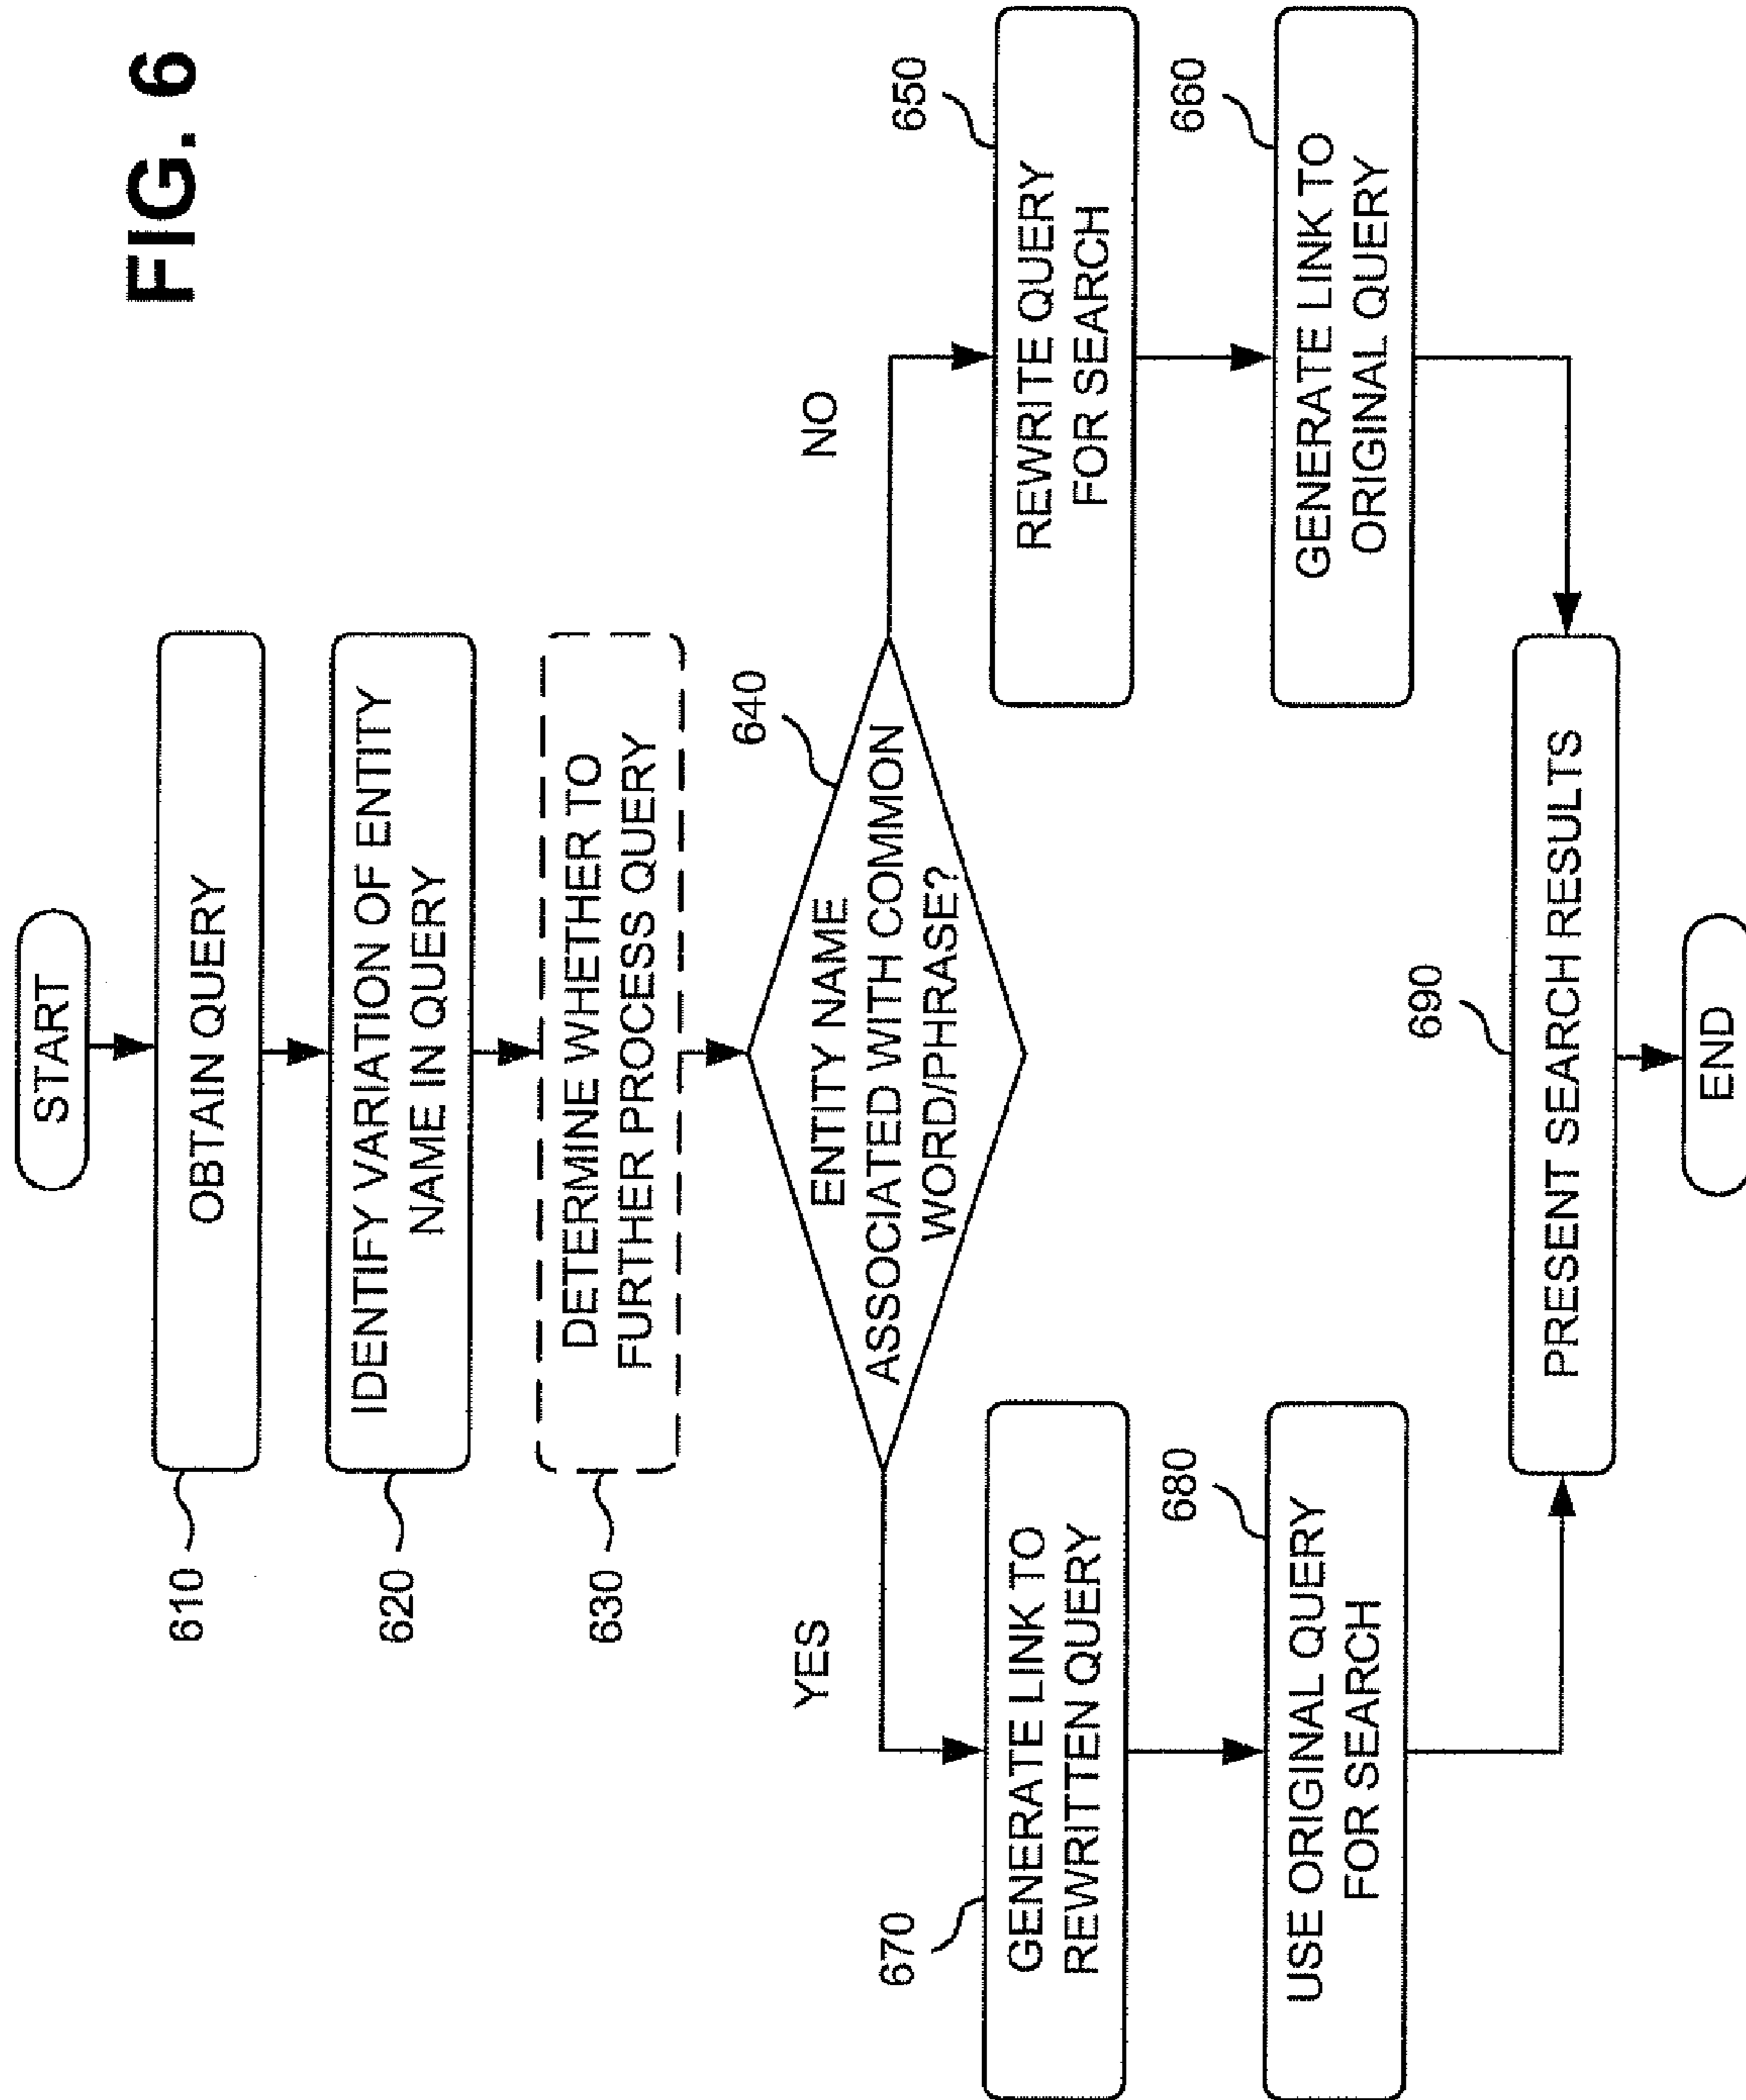 FIG. 6
START
OBTAIN QUERY
610
IDENTIFY VARIATION OF ENTITY
NAME IN QUERY
620
DETERMINE WHETHER TO
FURTHER PROCESS QUERY
630
640
ENTITY NAME
ASSOCIATED WITH COMMON
WORD/PHRASE?
YES
NO
670
GENERATE LINK TO
REWRITTEN QUERY
680
USE ORIGINAL QUERY
FOR SEARCH
650
REWRITE QUERY
FOR SEARCH
660
GENERATE LINK TO
ORIGINAL QUERY
690
PRESENT SEARCH RESULTS
END